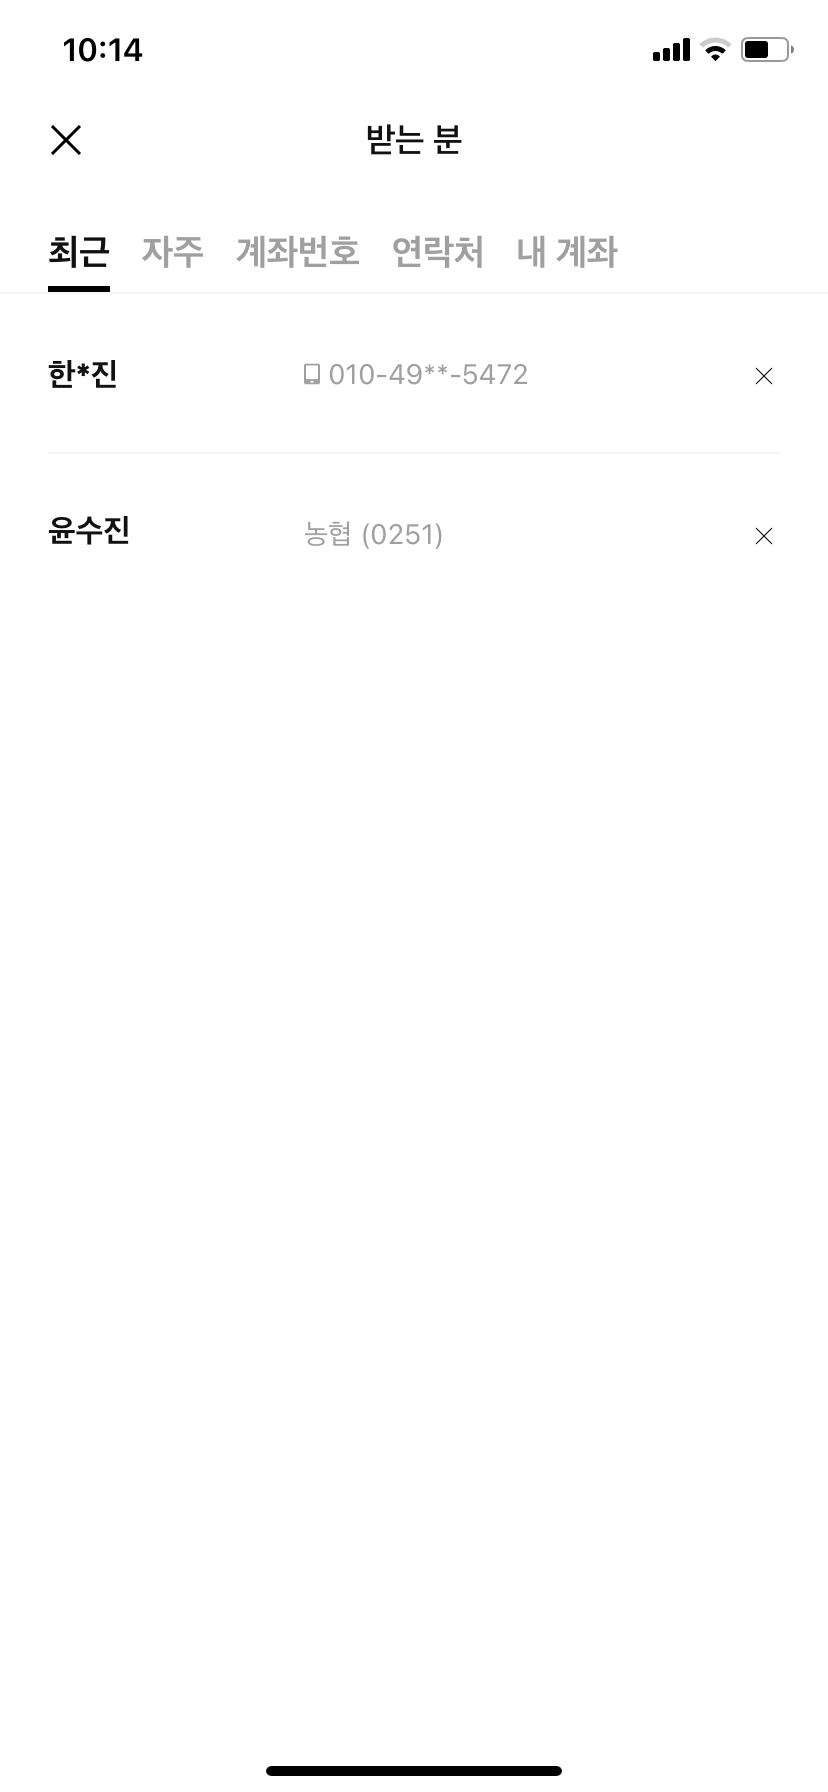 10:14
받는 분
최근 자주 계좌번호 연락처 내 계좌
한*진 010-49**-5472
윤수진 농협 (0251)